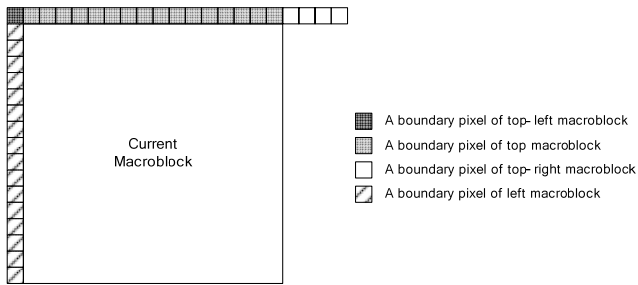 Current
Macroblock
A boundary pixel of top-left macroblock
A boundary pixel of top macroblock
A boundary pixel of top-right macroblock
A boundary pixel of left macroblock